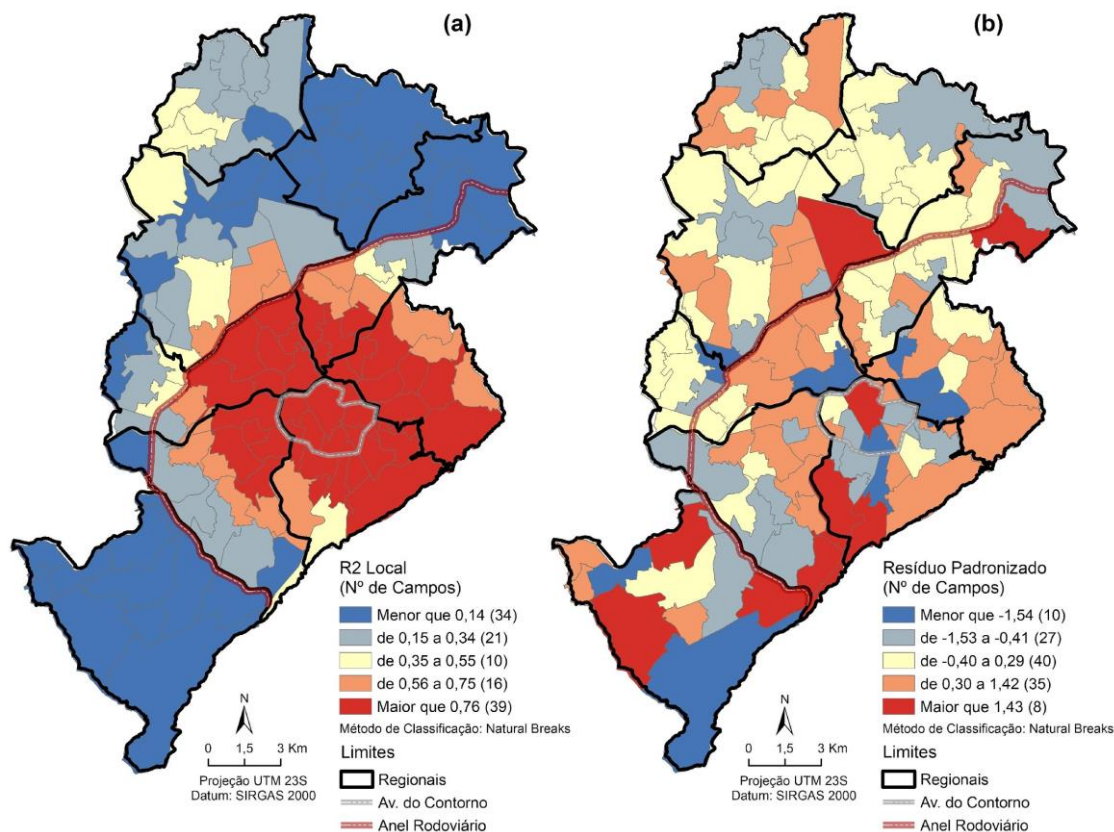 (a)
R2 Local
(Nº de Campos)
Menor que 0,14 (34)
de 0,15 a 0,34 (21)
de 0,35 a 0,55 (10)
de 0,56 a 0,75 (16)
Maior que 0,76 (39)
Método de Classificação: Natural Breaks
Limites
Regionais
Av. do Contorno
Anel Rodoviário
N
0 1,5 3 Km
Projeção UTM 23S
Datum: SIRGAS 2000
(b)
Resíduo Padronizado
(Nº de Campos)
Menor que -1,54 (10)
de -1,53 a -0,41 (27)
de -0,40 a 0,29 (40)
de 0,30 a 1,42 (35)
Maior que 1,43 (8)
Método de Classificação: Natural Breaks
Limites
Regionais
Av. do Contorno
Anel Rodoviário
N
0 1,5 3 Km
Projeção UTM 23S
Datum: SIRGAS 2000